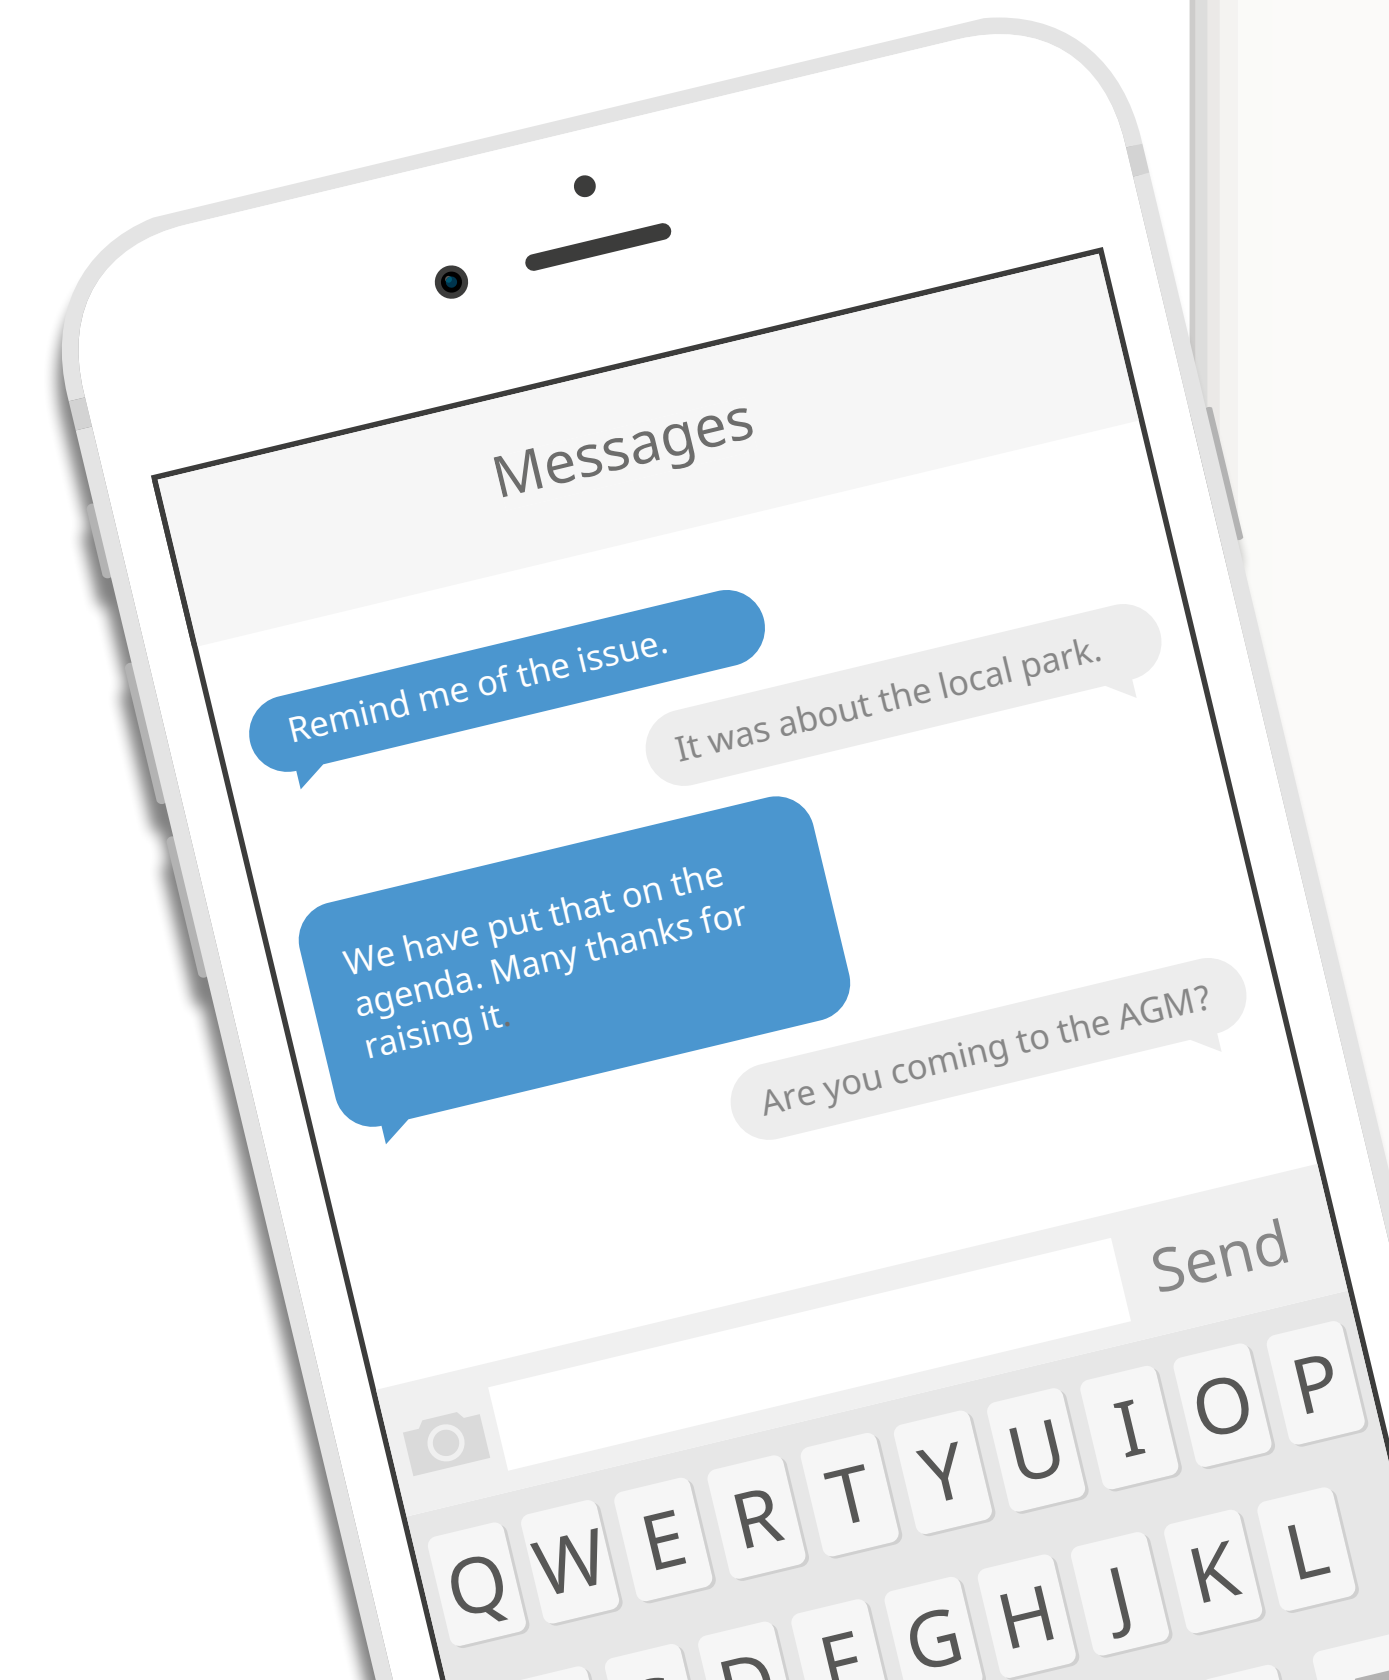 Messages
Remind me of the issue.
It was about the local park.
We have put that on the
agenda. Many thanks for
raising it.
Are you coming to the AGM?
Send
Q W E R T Y U I O P
D F G H J K L